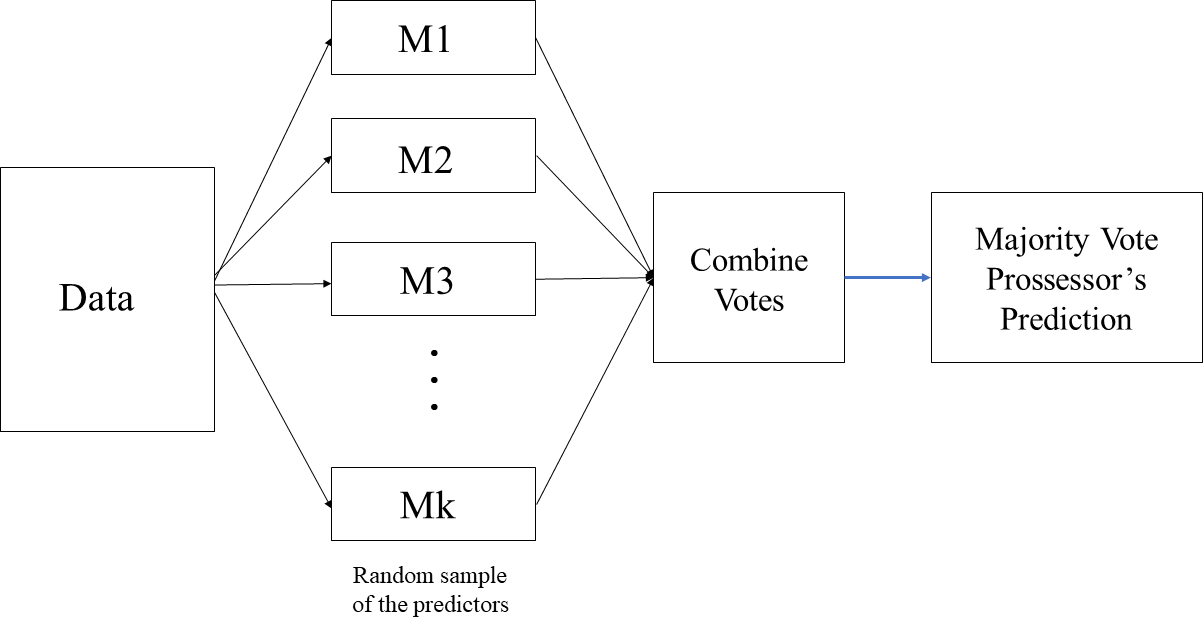 M1
M2
Data
M3
Combine
Votes
Majority Vote
Prossessor's
Prediction
Mk
Random sample
of the predictors